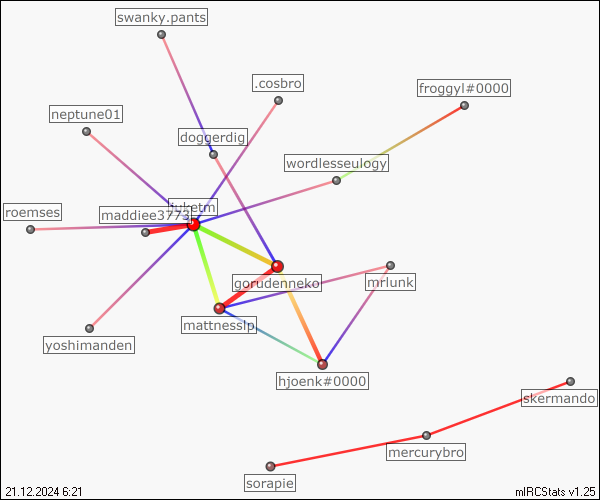 swanky.pants
.cosbro
froggyl#0000
neptune01
doggerdig
wordlesseulogy
roemses
maddiee3773
gorudenneko
mrlunk
mattnesslp
yoshimanden
hjoenk#0000
skermando
mercurybro
sorapie
21.12.2024 6:21
mIRCStats v1.25